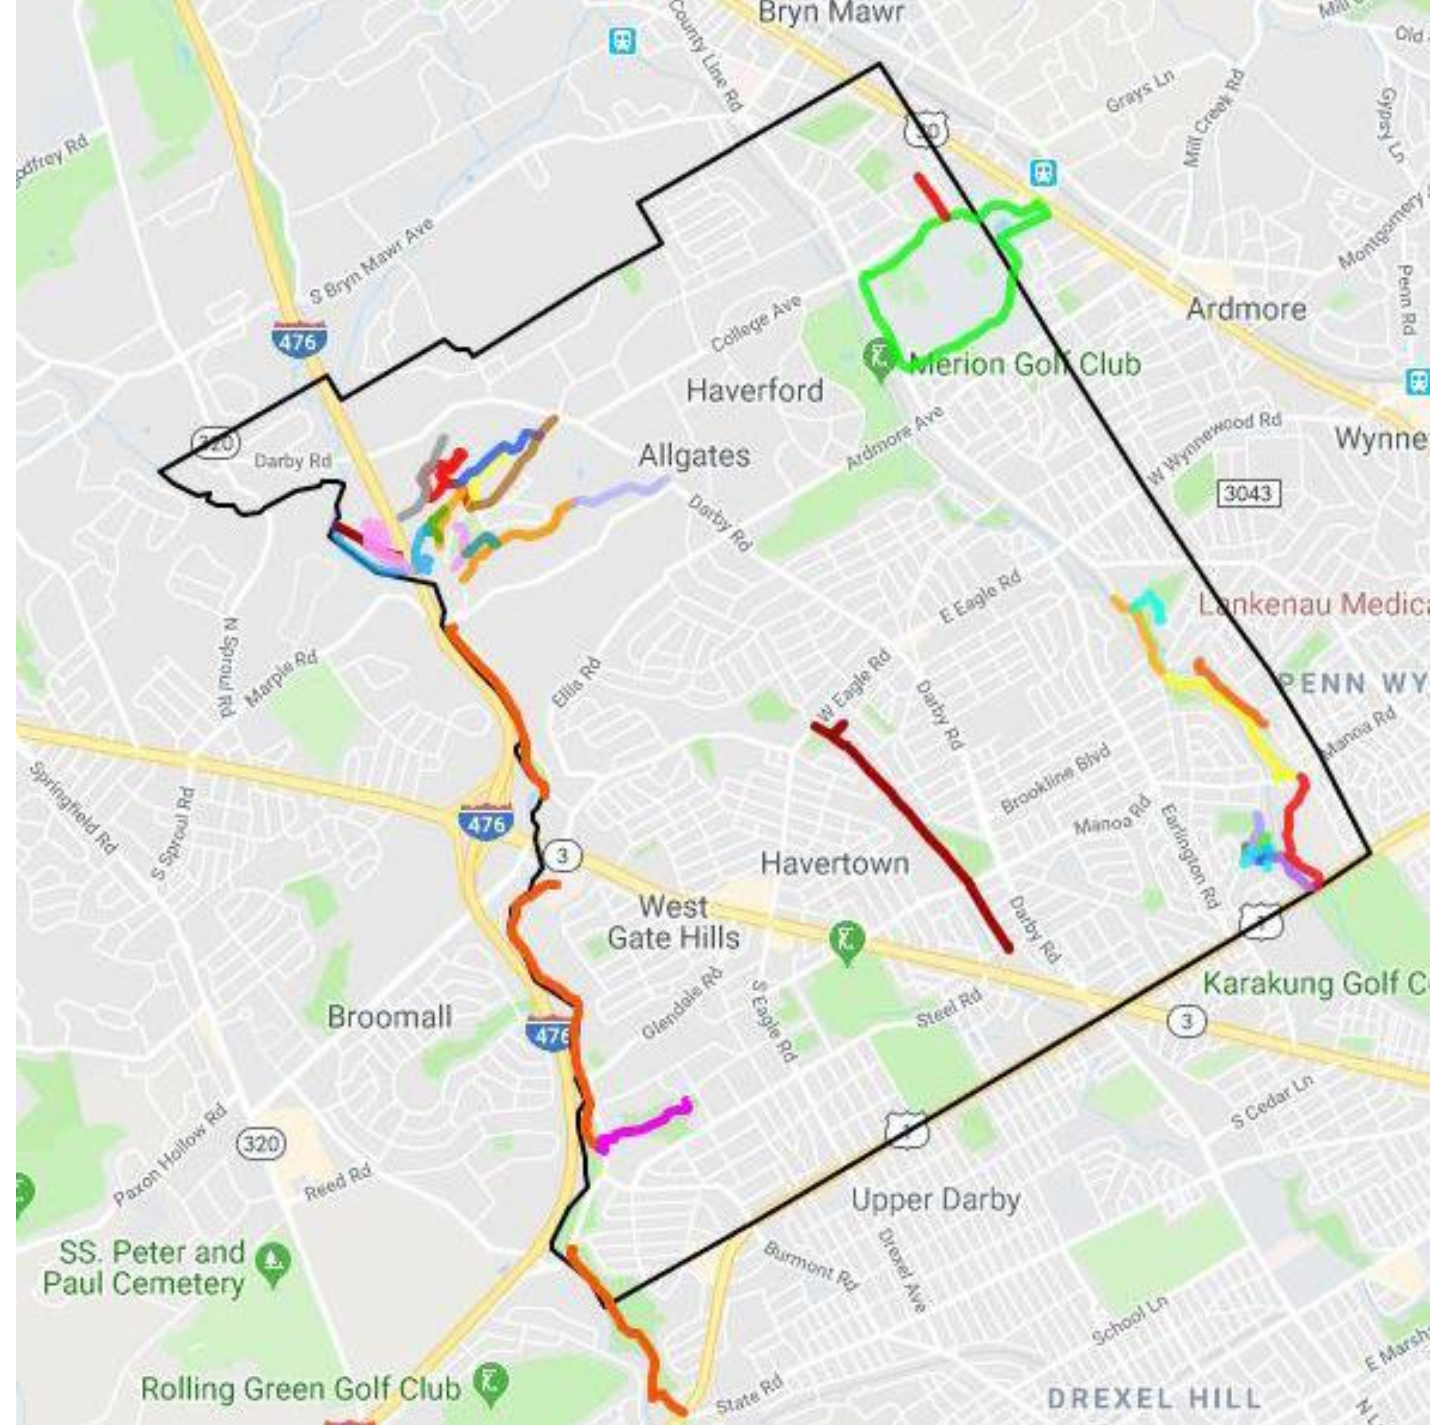 Bryn Mawr
Mill
Old
County Line Rd
Grays Ln
Gypsy Ln
Mill Creek Rd
30
odfrey Rd
Montgomery
S Bryn Mawr Ave
Penn Rd
476
College Ave
Ardmore
Merion Golf Club
Haverford
Ardmore Ave
W Wynnewood Rd
Wynne
320
Darby Rd
Allgates
3043
Darby Rd
E Eagle Rd
Lankenau Medica
N Sproul Rd
Marple Rd
Ellis Rd
W Eagle Rd
Darby Rd
PENN WY
Manoa Rd
Brookline Blvd
Springfield Rd
S Sproul Rd
476
Manoa Rd
Earlington Rd
3
Havertown
West
Gate Hills
Darby Rd
1
Karakung Golf C
Broomall
476
Glendale Rd
S Eagle Rd
Steel Rd
3
S Cedar Ln
Paxon Hollow Rd
320
Reed Rd
1
Upper Darby
SS. Peter and
Paul Cemetery
Burmont Rd
Drexel Ave
School Ln
E Marsh
Rolling Green Golf Club
State Rd
DREXEL HILL